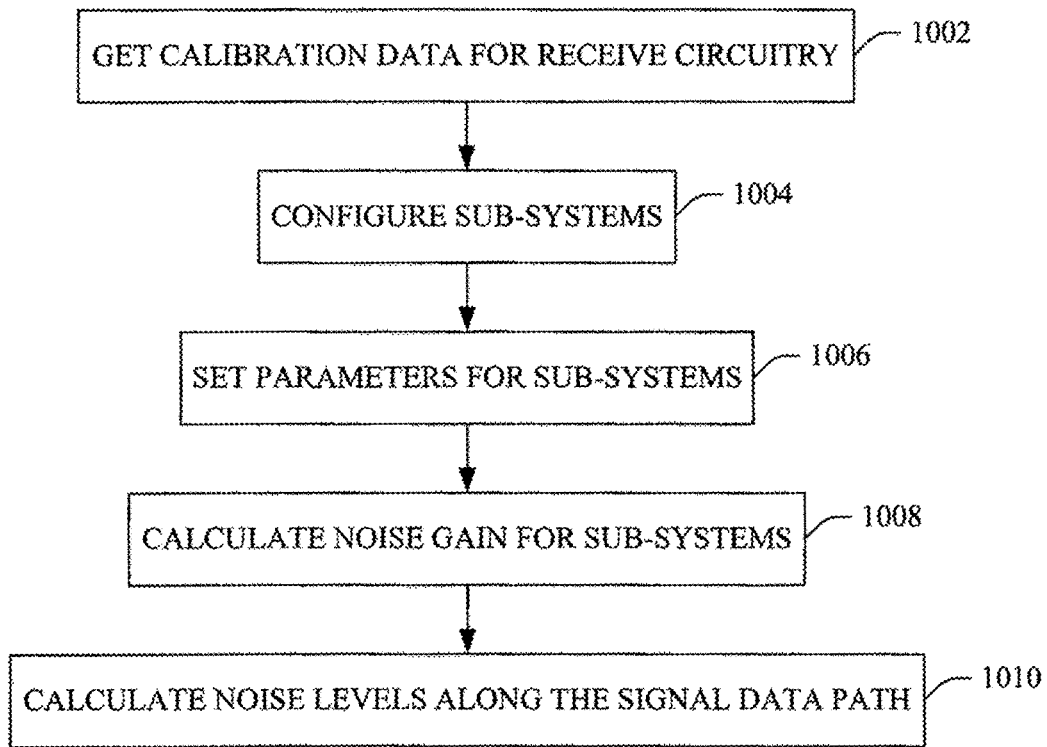 GET CALIBRATION DATA FOR RECEIVE CIRCUITRY
1002
CONFIGURE SUB-SYSTEMS
1004
SET PARAMETERS FOR SUB-SYSTEMS
1006
CALCULATE NOISE GAIN FOR SUB-SYSTEMS
1008
CALCULATE NOISE LEVELS ALONG THE SIGNAL DATA PATH
1010